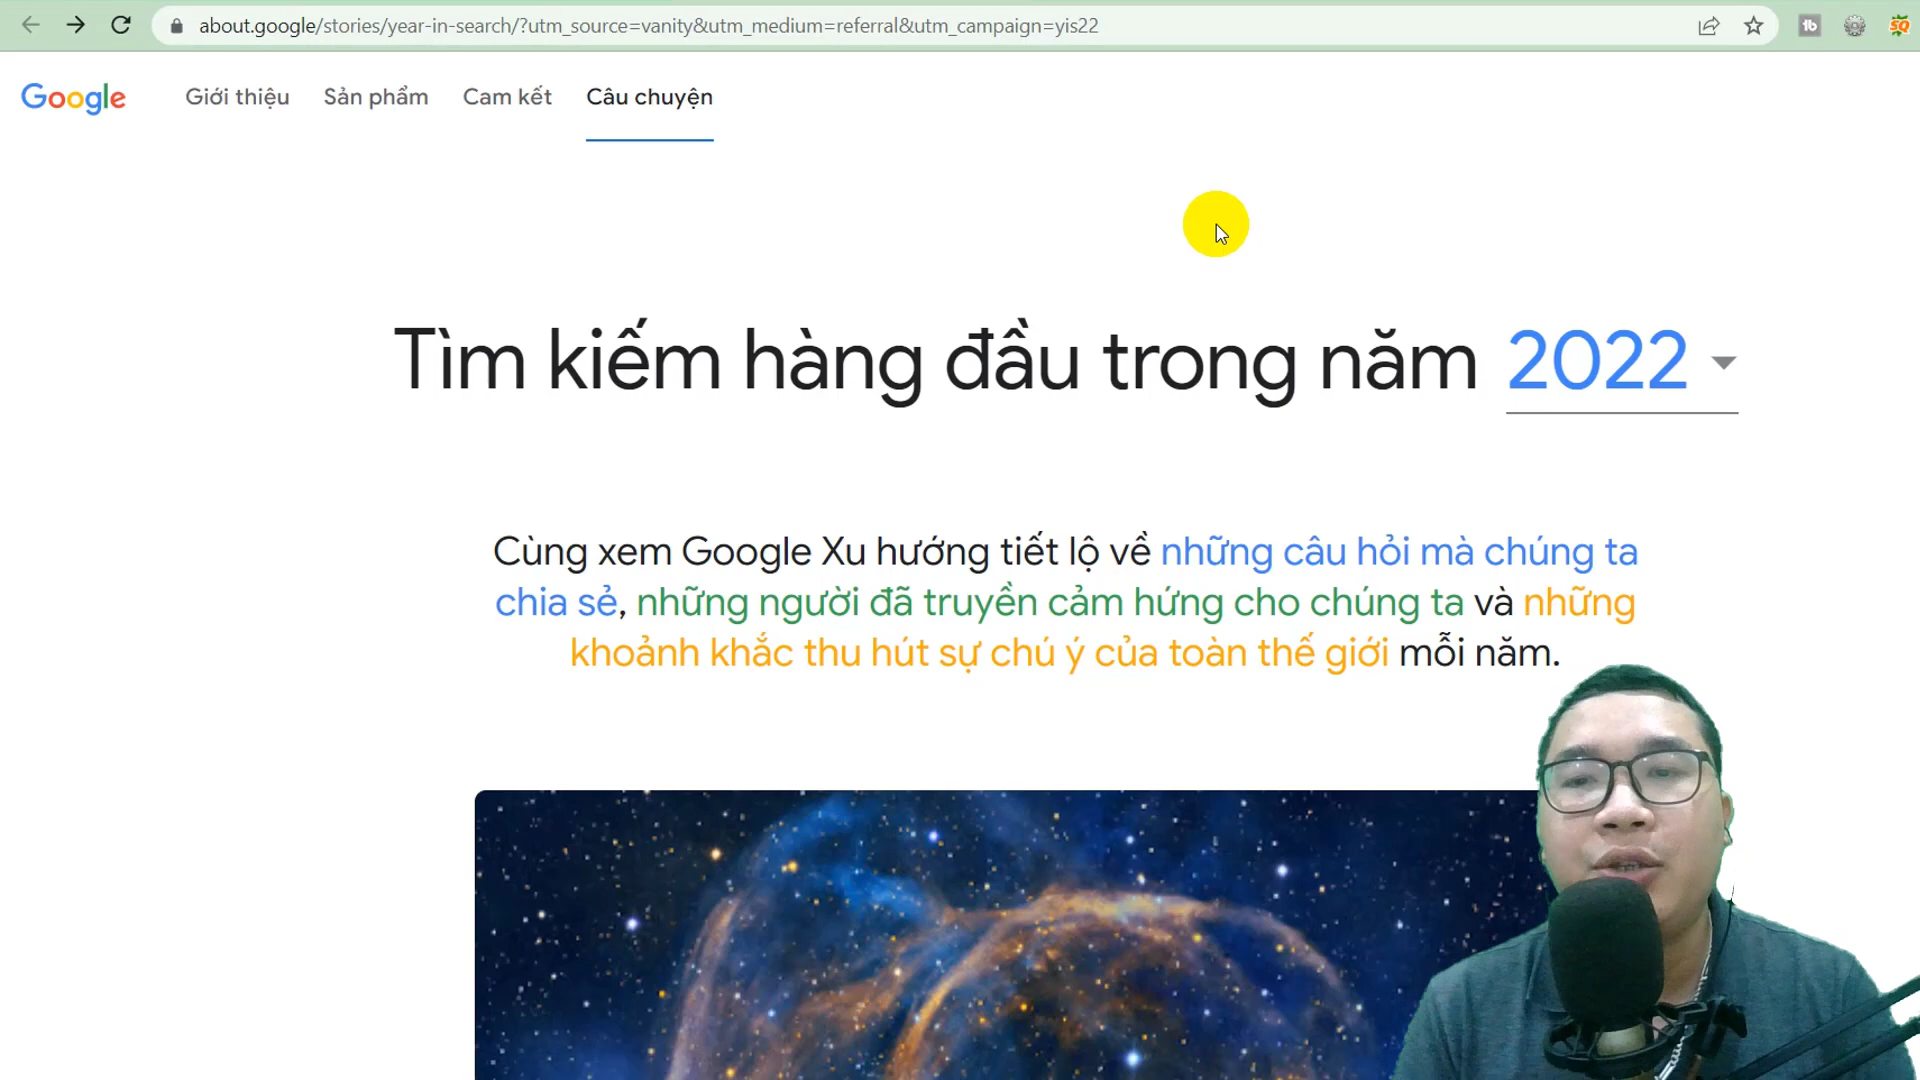 about.google/stories/year-in-search/?utm_source=vanity&utm_medium=referral&utm_campaign=yis22
tb
SQ
Google Giới thiệu Sản phẩm Cam kết Câu chuyện
Tìm kiếm hàng đầu trong năm 2022
Cùng xem Google Xu hướng tiết lộ về những câu hỏi mà chúng ta
chia sẻ, những người đã truyền cảm hứng cho chúng ta và những
khoảnh khắc thu hút sự chú ý của toàn thế giới mỗi năm.